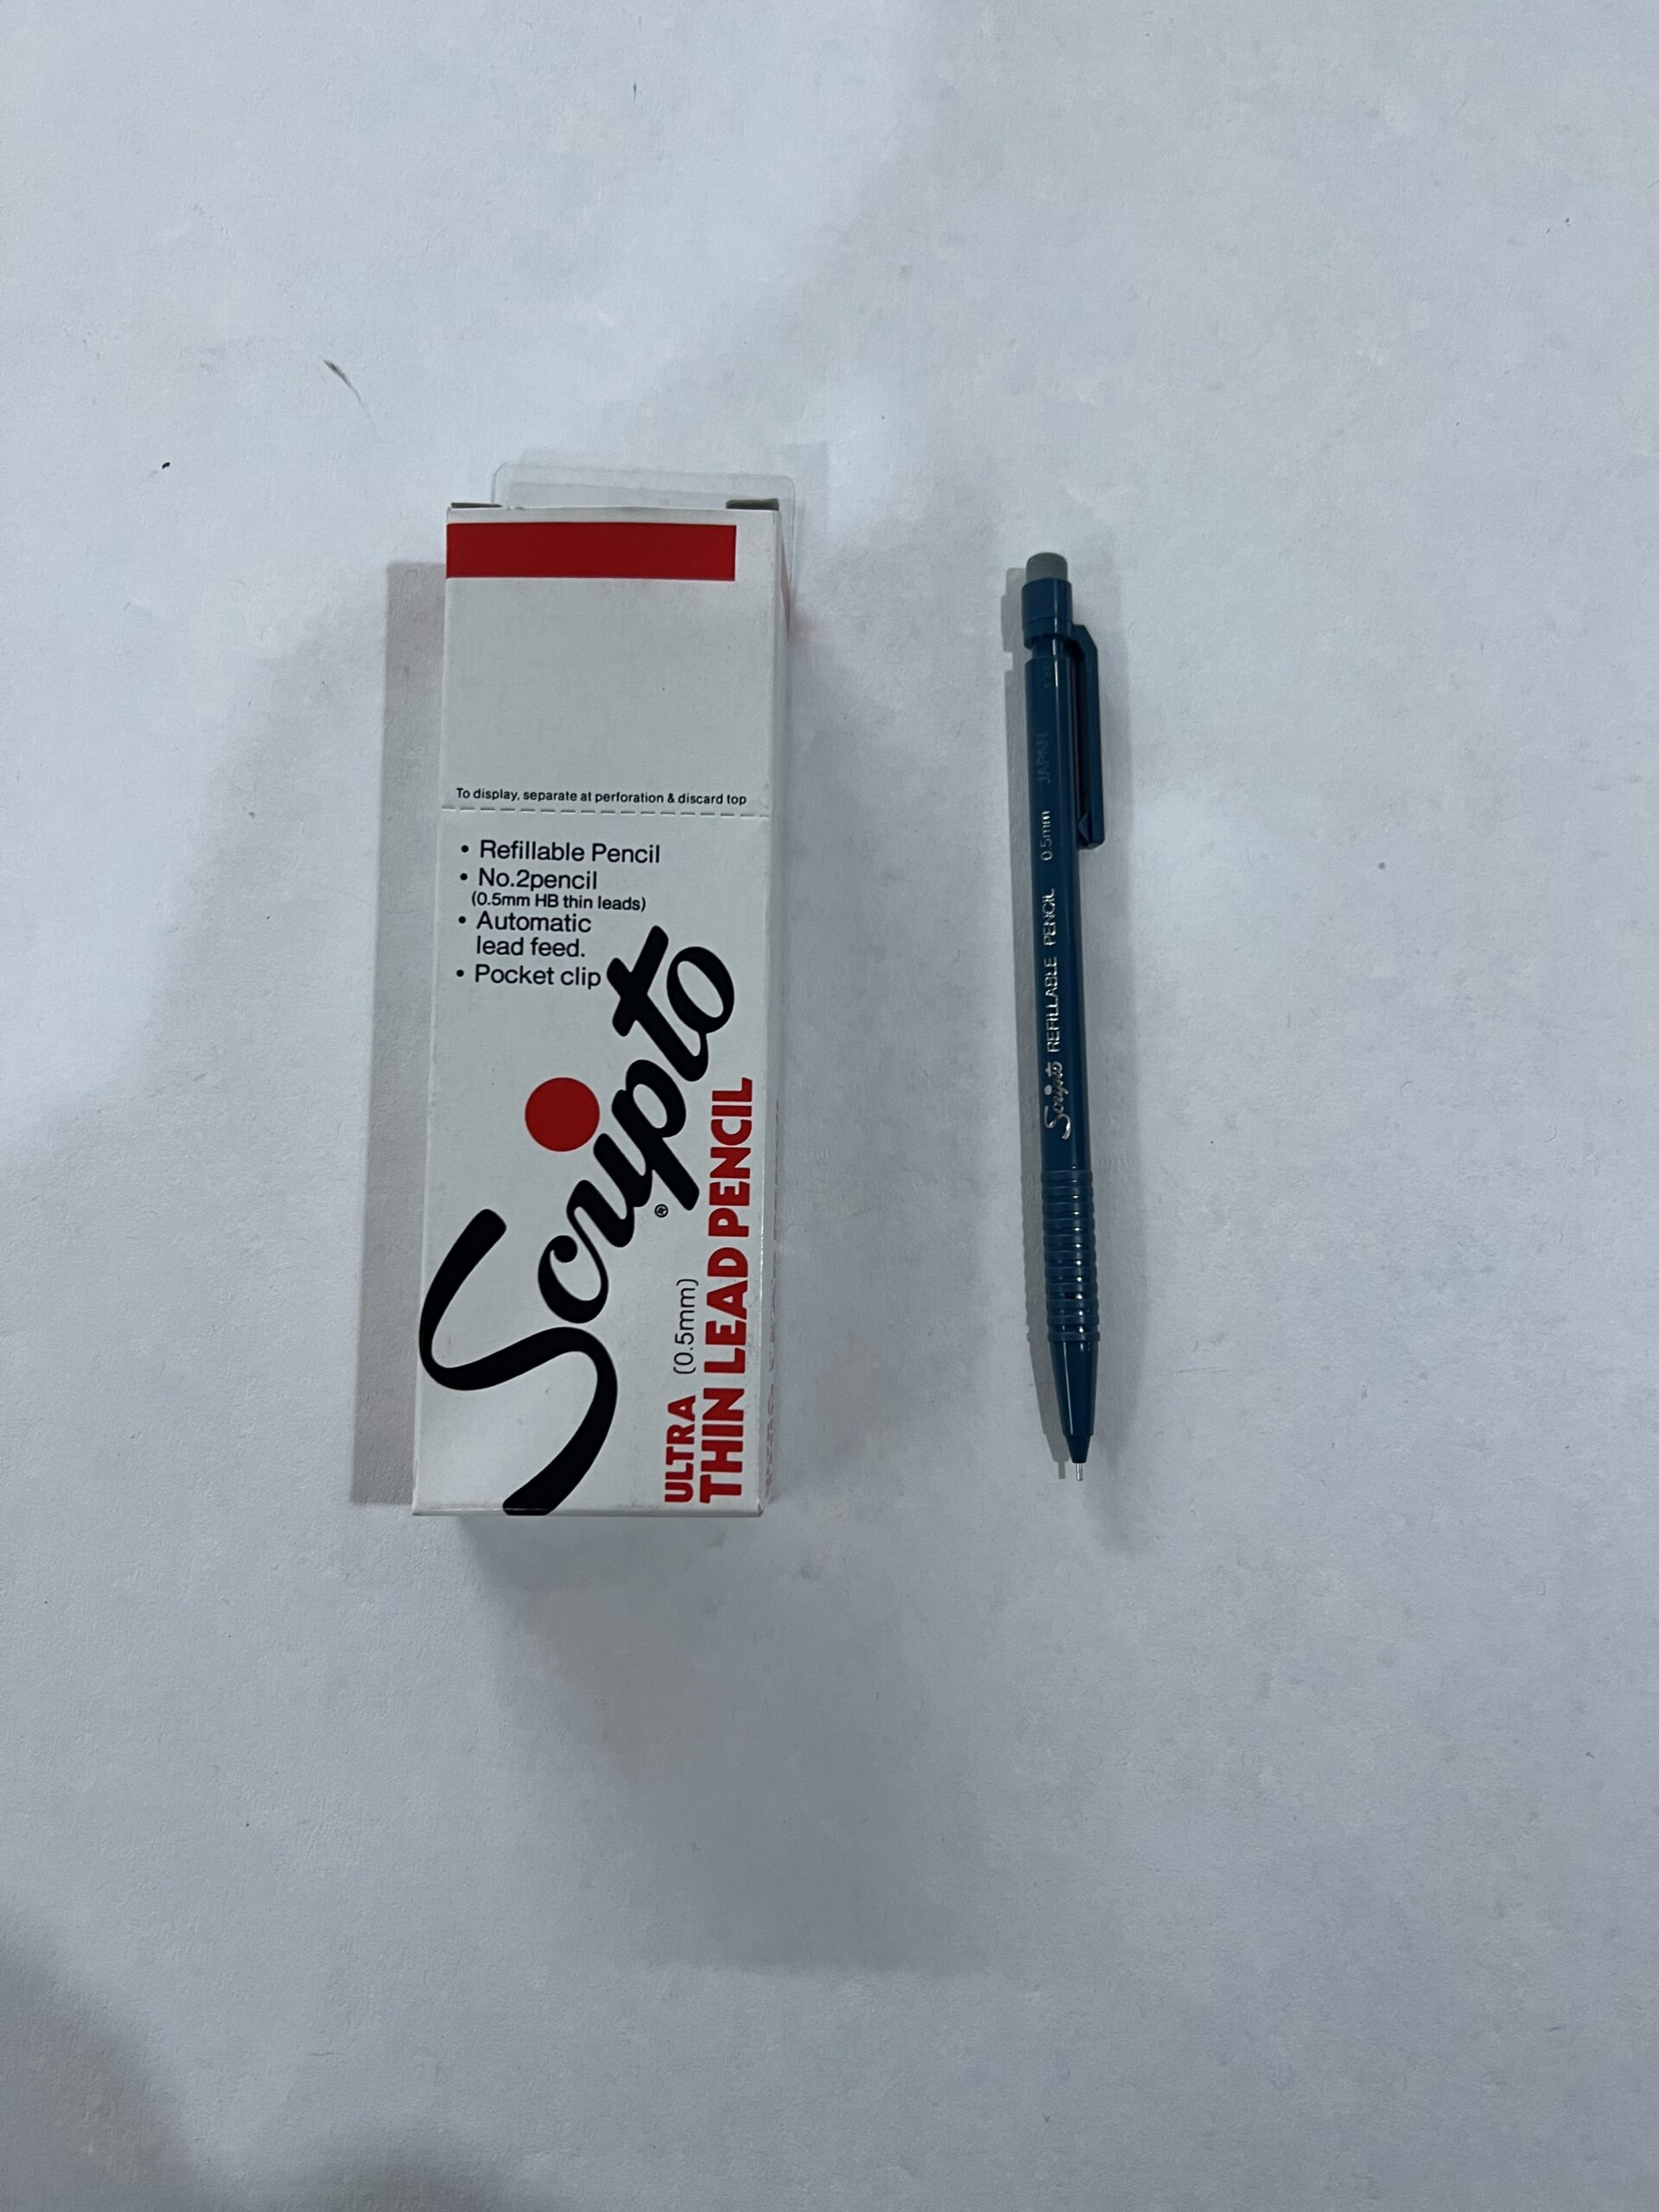 To display, separate at perforation & discard top
• Refillable Pencil
• No.2pencil
(0.5mm HB thin leads)
• Automatic
lead feed.
• Pocket clip
Scripto®
ULTRA (0.5mm)
THIN LEAD PENCIL
Scripto REFILLABLE PENCIL 0.5mm JAPAN